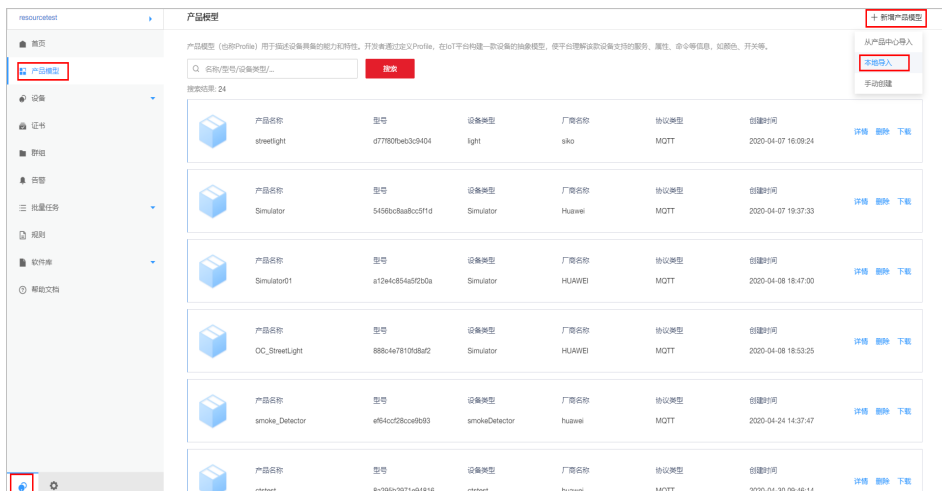 resourcetest
产品模型
+ 新增产品模型
首页
产品模型
设备
证书
群组
告警
批量任务
规则
软件库
帮助文档
产品模型（也称Profile）用于描述设备具备的能力和特性。开发者通过定义Profile，在IoT平台构建一款设备的抽象模型，使平台理解该款设备支持的服务、属性、命令等信息，如颜色、开关等。
从产品中心导入
本地导入
手动创建
名称/型号/设备类型/...
搜索
搜索结果: 24
产品名称 型号 设备类型 厂商名称 协议类型 创建时间
streetlight d77f80fbeb3c9404 light siko MQTT 2020-04-07 16:09:24
详情 删除 下载
产品名称 型号 设备类型 厂商名称 协议类型 创建时间
Simulator 5456bc8aa8cc5f1d Simulator Huawei MQTT 2020-04-07 19:37:33
详情 删除 下载
产品名称 型号 设备类型 厂商名称 协议类型 创建时间
Simulator01 a12e4c854a5f2b0a Simulator HUAWEI MQTT 2020-04-08 18:47:00
详情 删除 下载
产品名称 型号 设备类型 厂商名称 协议类型 创建时间
OC_StreetLight 888c4e7810fd8af2 Simulator HUAWEI MQTT 2020-04-08 18:53:25
详情 删除 下载
产品名称 型号 设备类型 厂商名称 协议类型 创建时间
smoke_Detector ef64ccf28cce9b93 smokeDetector huawei MQTT 2020-04-24 14:37:47
详情 删除 下载
产品名称 型号 设备类型 厂商名称 协议类型 创建时间
ctstest 8a295b2971e94816 ctstest huawei MQTT 2020-04-30 09:46:14
详情 删除 下载